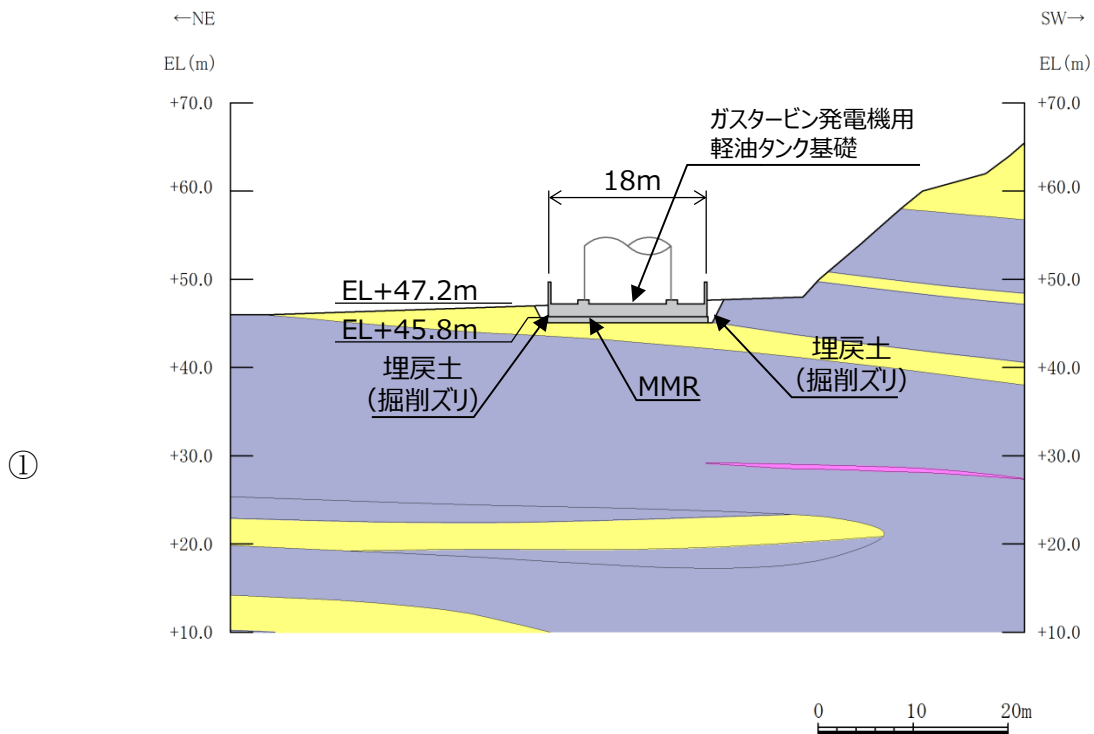 ←NE
SW→
EL(m)
EL(m)
+70.0
+70.0
ガスタービン発電機用
軽油タンク基礎
18m
+60.0
+60.0
+50.0
+50.0
EL+47.2m
EL+45.8m
埋戻土
(掘削ズリ)
MMR
埋戻土
(掘削ズリ)
+40.0
+40.0
①
+30.0
+30.0
+20.0
+20.0
+10.0
+10.0
0 10 20m